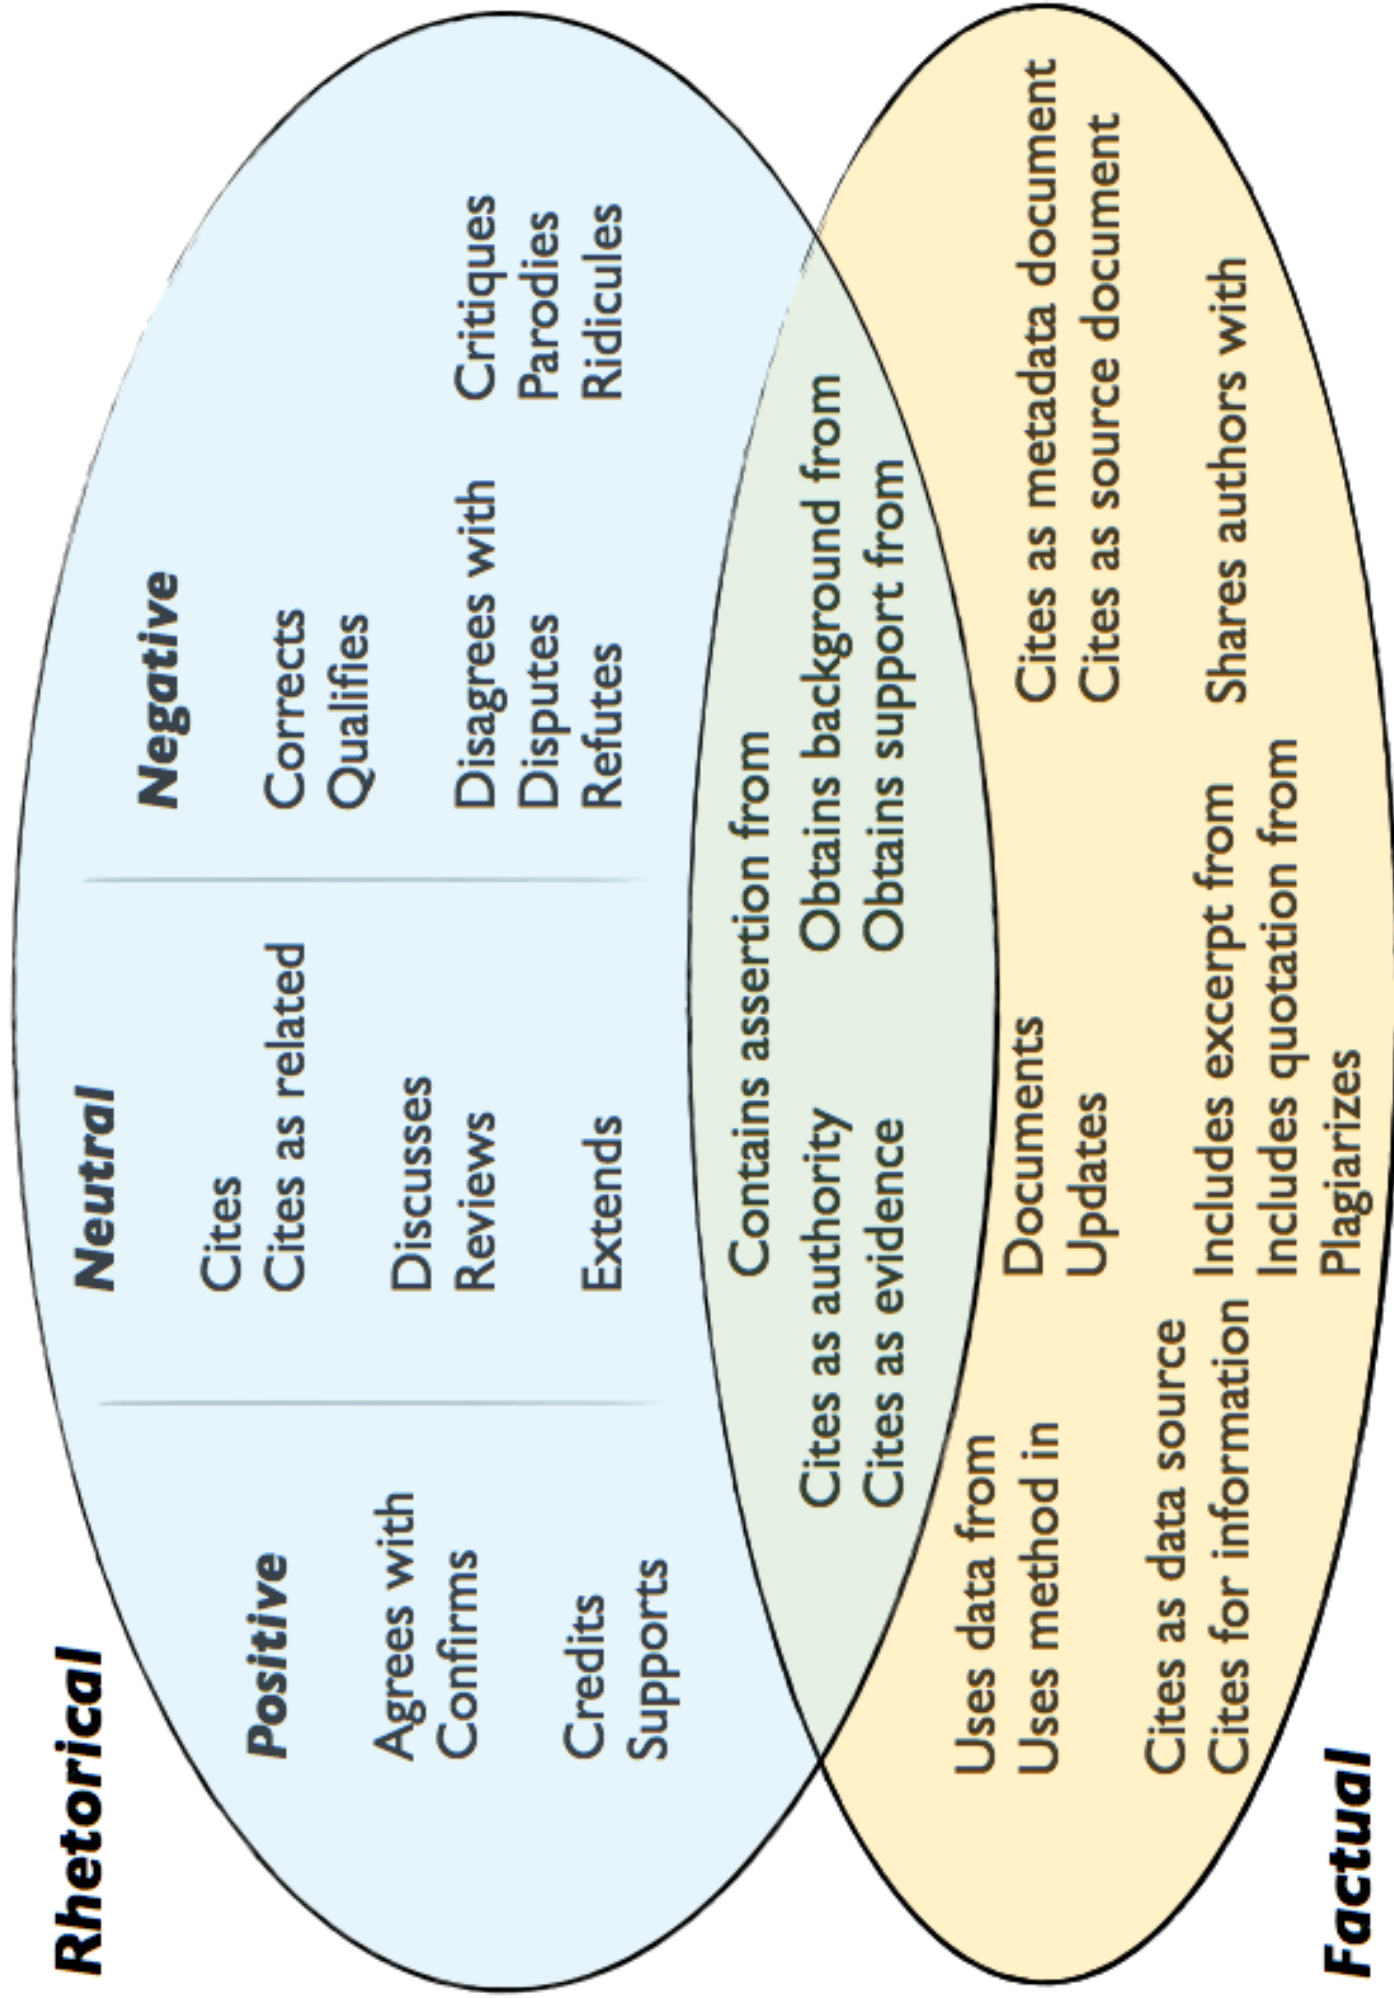 Rhetorical
Positive
Agrees with
Confirms
Credits
Supports
Neutral
Cites
Cites as related
Discusses
Reviews
Extends
Negative
Corrects
Qualifies
Disagrees with
Disputes
Refutes
Critiques
Parodies
Ridicules
Contains assertion from
Cites as authority
Cites as evidence
Obtains background from
Obtains support from
Uses data from
Uses method in
Cites as data source
Cites for information
Documents
Updates
Includes excerpt from
Includes quotation from
Plagiarizes
Cites as metadata document
Cites as source document
Shares authors with
Factual